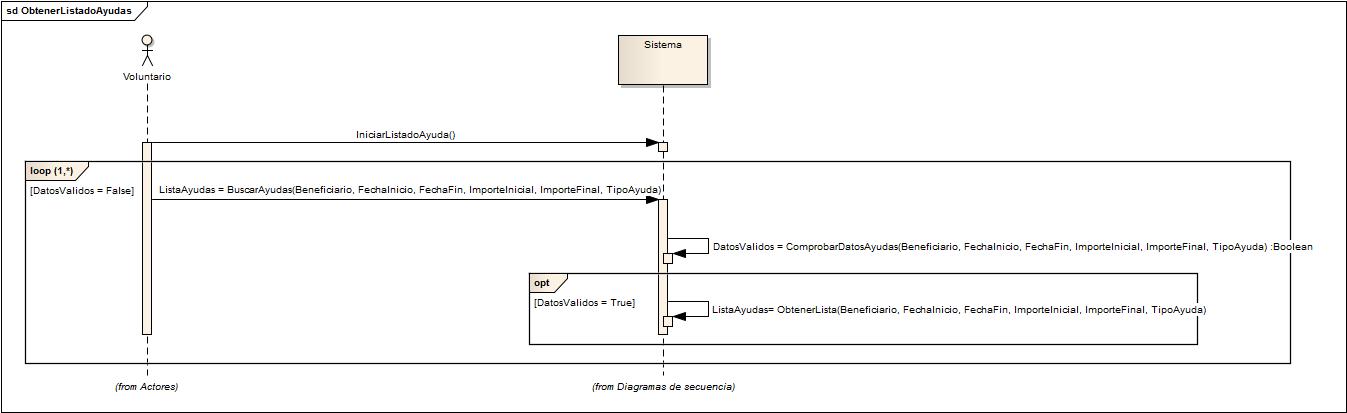 sd ObtenerListadoAyudas
Voluntario
Sistema
IniciarListadoAyuda()
loop (1,*)
[DatosValidos = False]
ListaAyudas = BuscarAyudas(Beneficiario, FechaInicio, FechaFin, ImporteInicial, ImporteFinal, TipoAyuda)
DatosValidos = ComprobarDatosAyudas(Beneficiario, FechaInicio, FechaFin, ImporteInicial, ImporteFinal, TipoAyuda) :Boolean
opt
[DatosValidos = True]
ListaAyudas= ObtenerLista(Beneficiario, FechaInicio, FechaFin, ImporteInicial, ImporteFinal, TipoAyuda)
(from Actores)
(from Diagramas de secuencia)